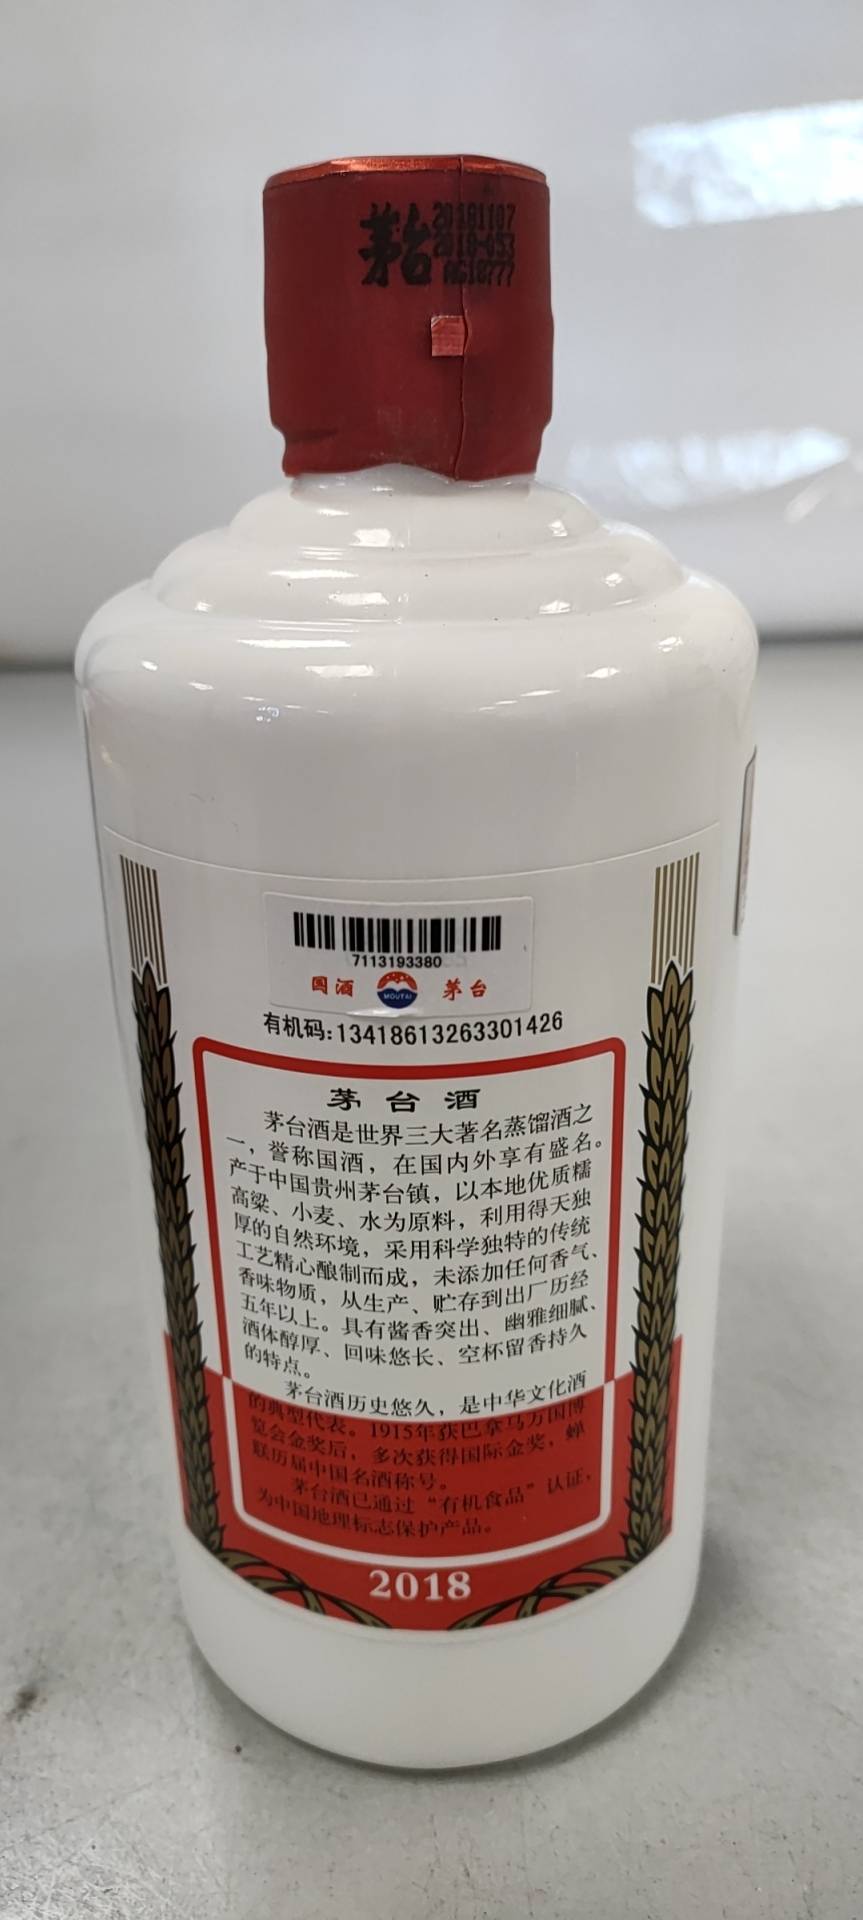 茅台
20181107
2018-053
AG18777
7113193380
国酒
MOUTAI
茅台
有机码:13418613263301426
茅台酒
茅台酒是世界三大著名蒸馏酒之
一，誉称国酒，在国内外享有盛名。
产于中国贵州茅台镇，以本地优质糯
高粱、小麦、水为原料，利用得天独
厚的自然环境，采用科学独特的传统
工艺精心酿制而成，未添加任何香气、
香味物质，从生产、贮存到出厂历经
五年以上。具有酱香突出、幽雅细腻、
酒体醇厚、回味悠长、空杯留香持久
的特点。
茅台酒历史悠久，是中华文化酒
的典型代表。1915年获巴拿马万国博
览会金奖后，多次获得国际金奖，蝉
联历届中国名酒称号。
茅台酒已通过“有机食品”认证，
为中国地理标志保护产品。
2018